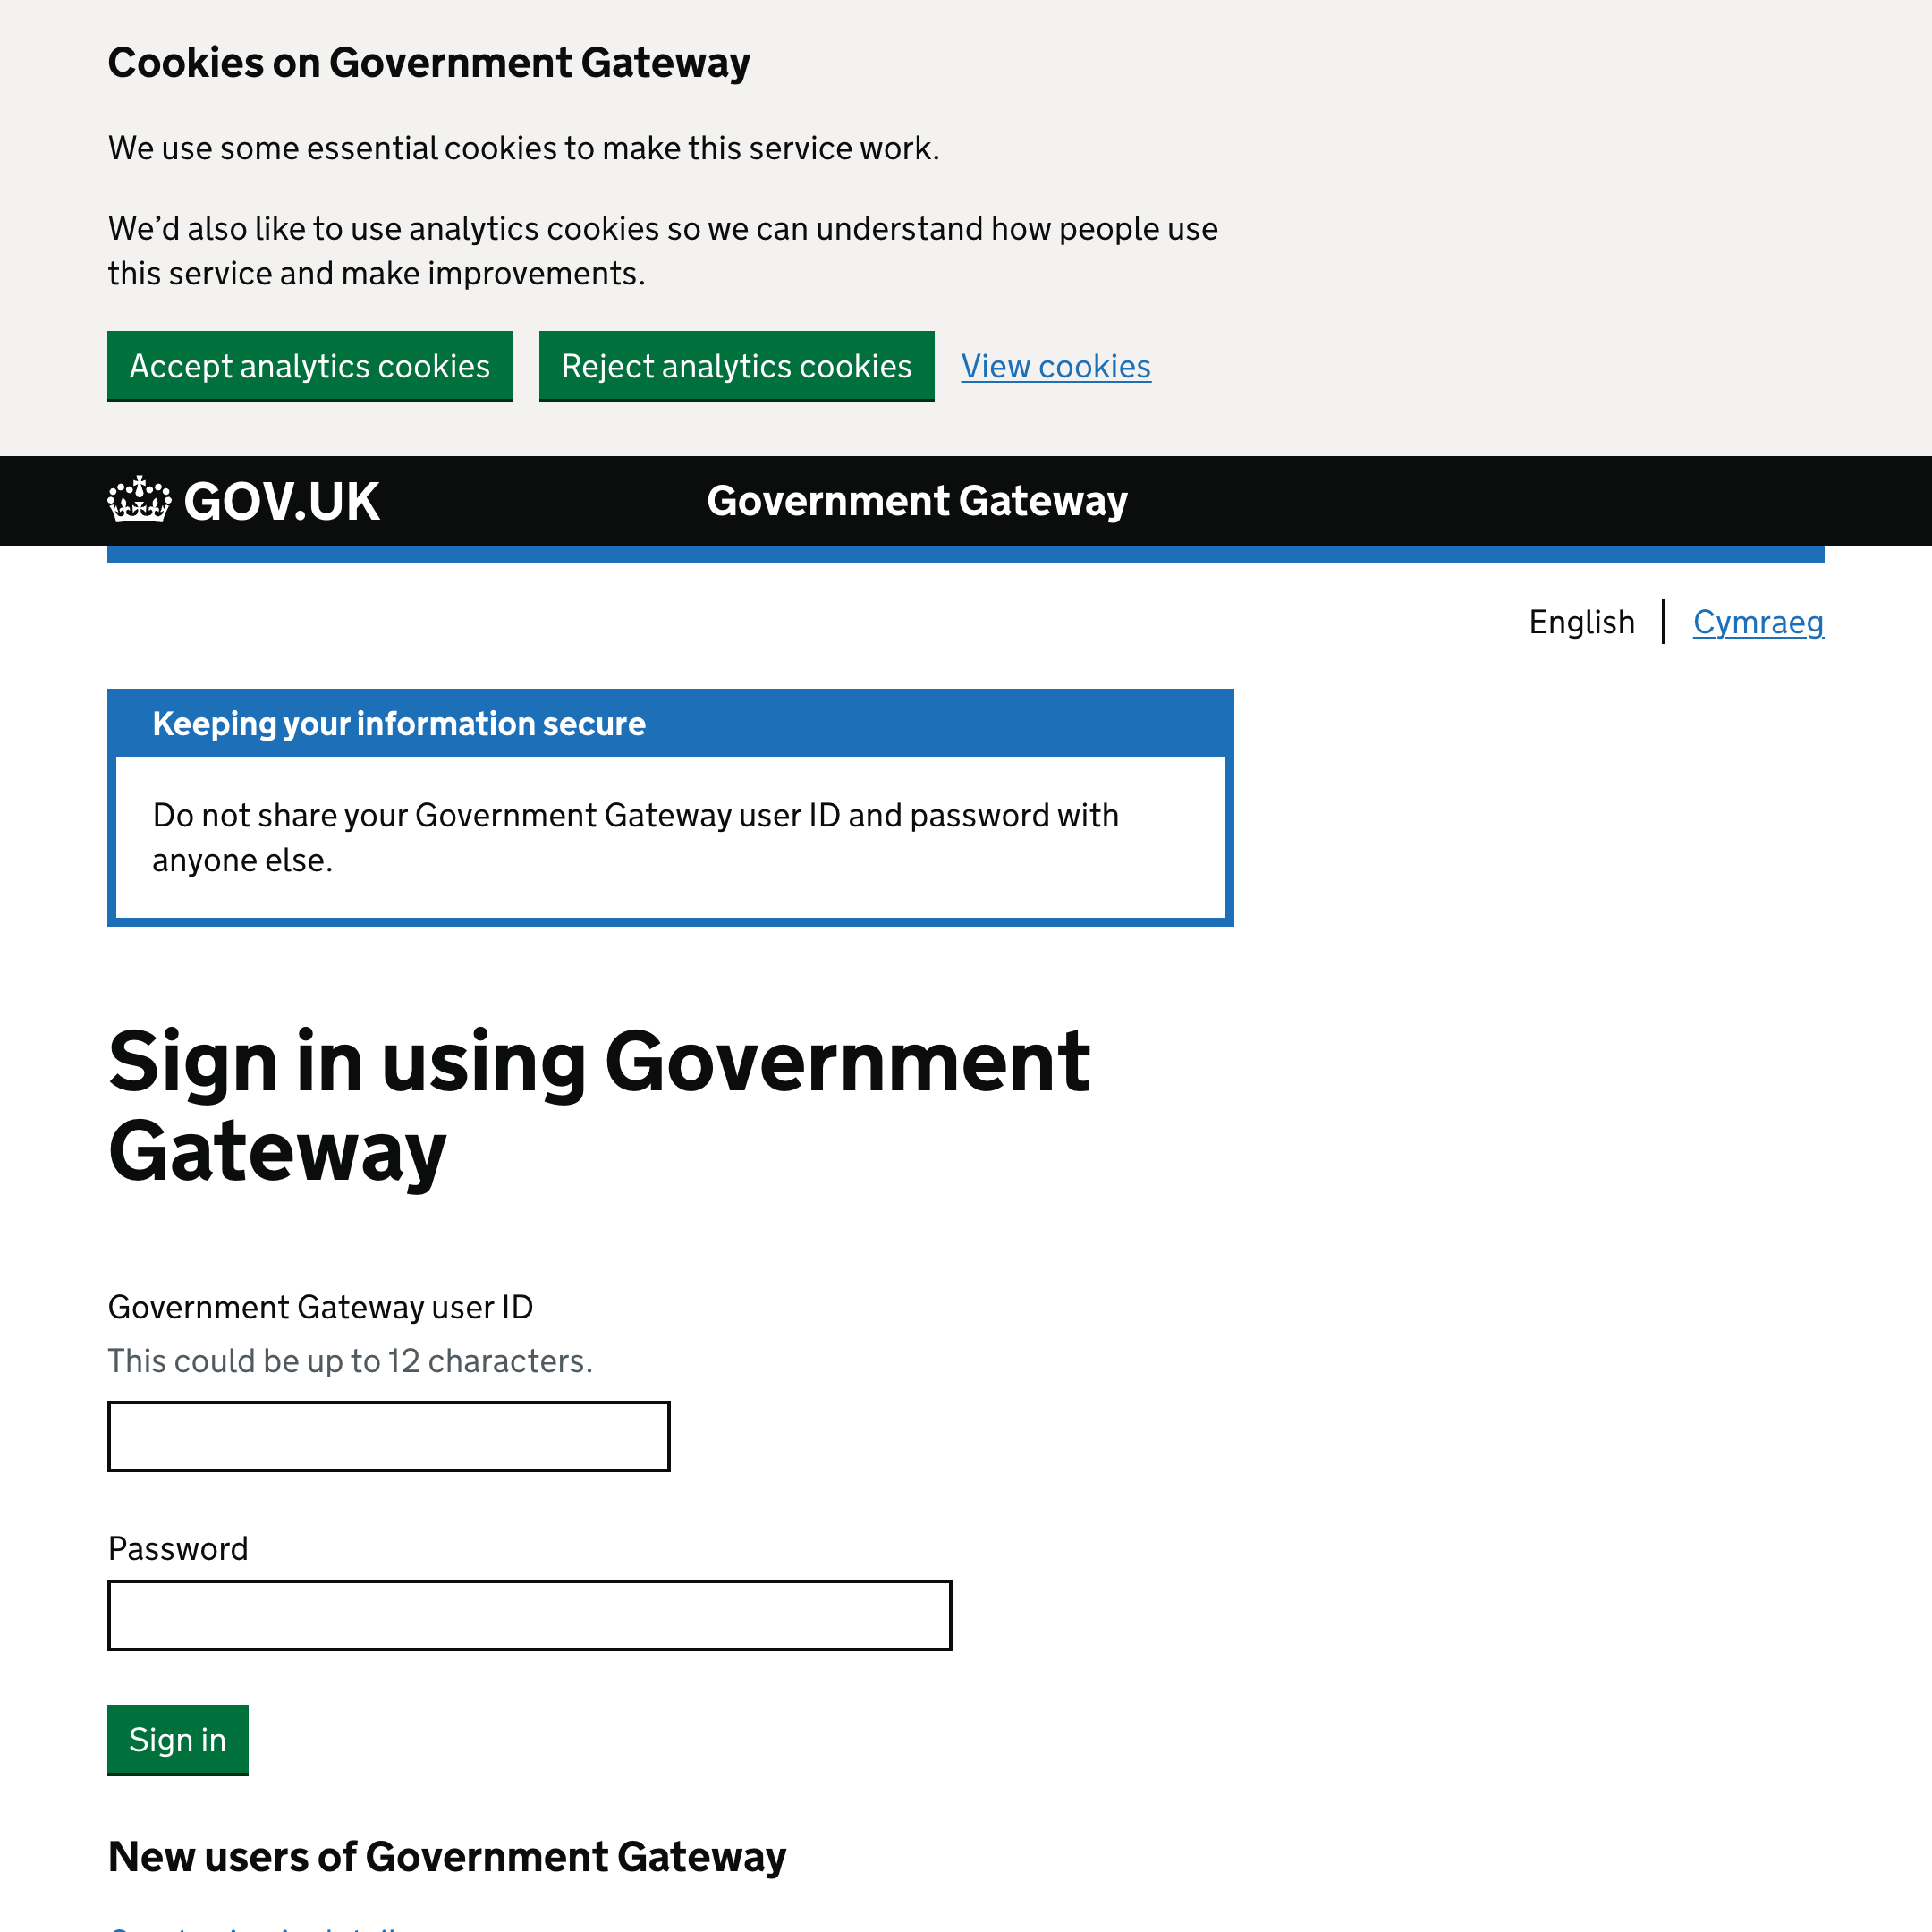 Cookies on Government Gateway
We use some essential cookies to make this service work.
We’d also like to use analytics cookies so we can understand how people use
this service and make improvements.
Accept analytics cookies
Reject analytics cookies
View cookies
GOV.UK
Government Gateway
English
Cymraeg
Keeping your information secure
Do not share your Government Gateway user ID and password with
anyone else.
Sign in using Government
Gateway
Government Gateway user ID
This could be up to 12 characters.
Password
Sign in
New users of Government Gateway